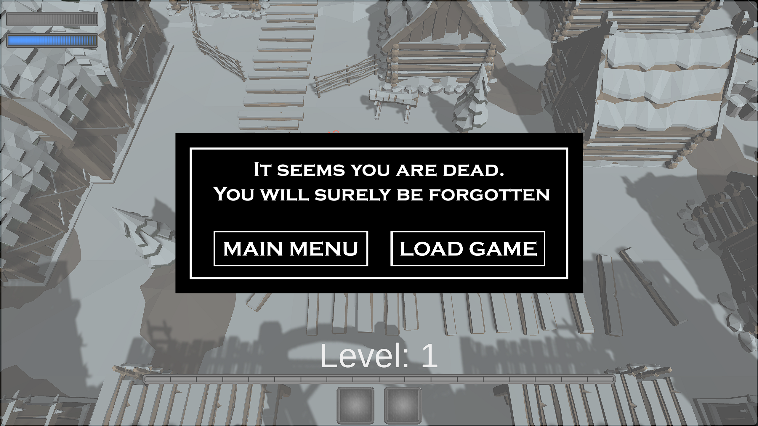 It seems you are dead.
You will surely be forgotten
MAIN MENU
LOAD GAME
Level: 1